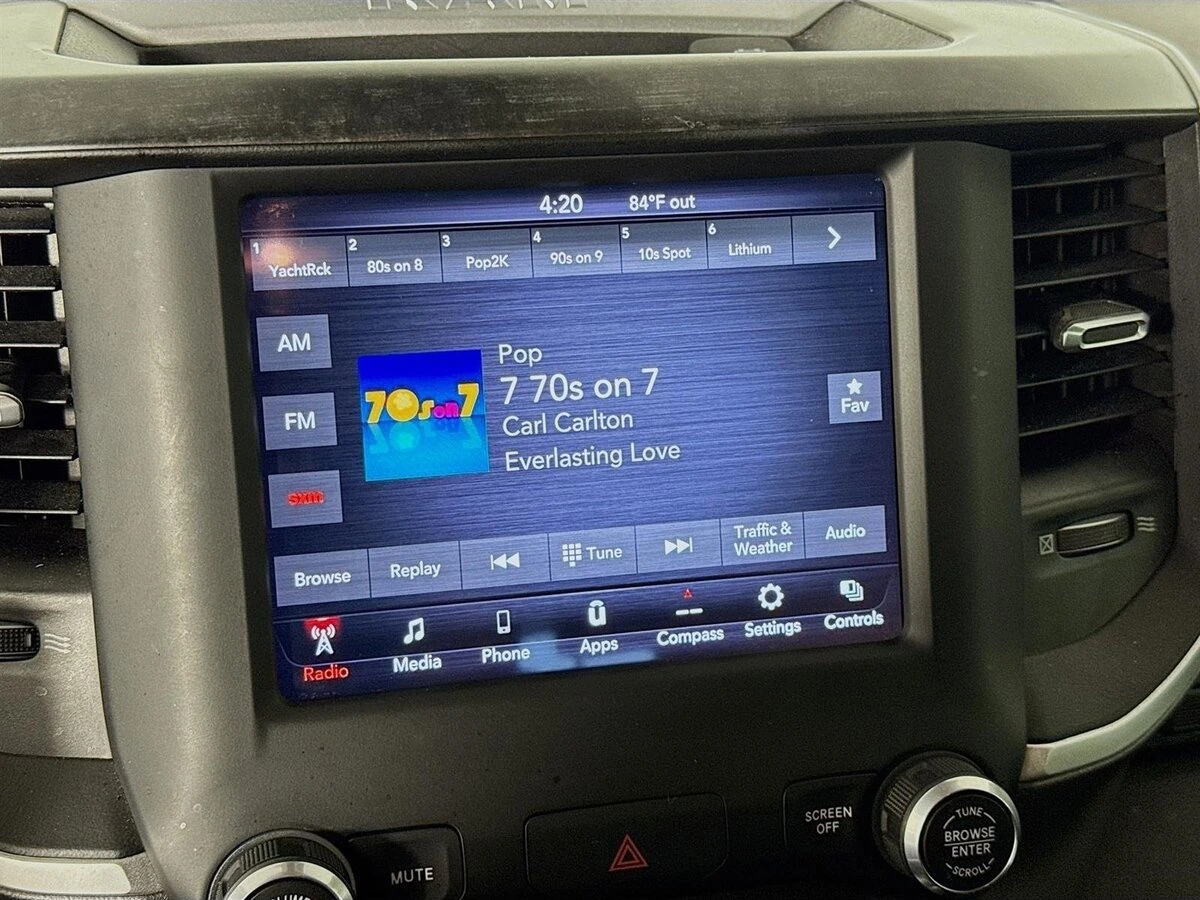 4:20 84°F out
1 YachtRck 2 80s on 8 3 Pop2K 4 90s on 9 5 10s Spot 6 Lithium
AM
FM
sxm
70s on 7
Pop
7 70s on 7
Carl Carlton
Everlasting Love
Fav
Browse Replay Tune Traffic & Weather Audio
Radio Media Phone Apps Compass Settings Controls
MUTE
SCREEN
OFF
TUNE
BROWSE
ENTER
SCROLL